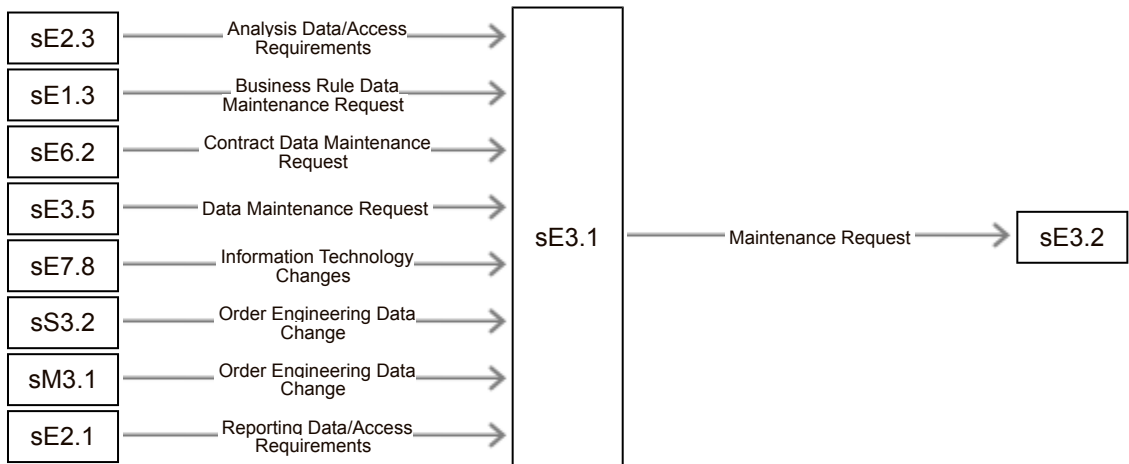 sE2.3
Analysis Data/Access
Requirements
sE1.3
Business Rule Data
Maintenance Request
sE6.2
Contract Data Maintenance
Request
sE3.5
Data Maintenance Request
sE7.8
Information Technology
Changes
sS3.2
Order Engineering Data
Change
sM3.1
Order Engineering Data
Change
sE2.1
Reporting Data/Access
Requirements
sE3.1
Maintenance Request
sE3.2